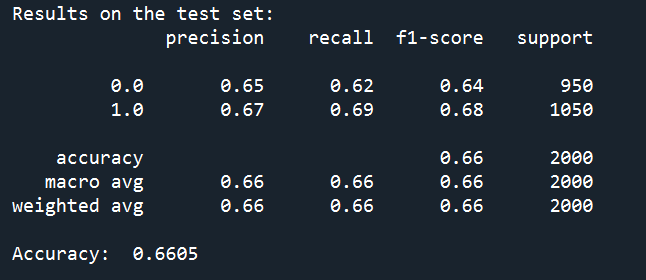 Results on the test set:
precision recall f1-score support
0.0 0.65 0.62 0.64 950
1.0 0.67 0.69 0.68 1050
accuracy 0.66 2000
macro avg 0.66 0.66 0.66 2000
weighted avg 0.66 0.66 0.66 2000
Accuracy: 0.6605